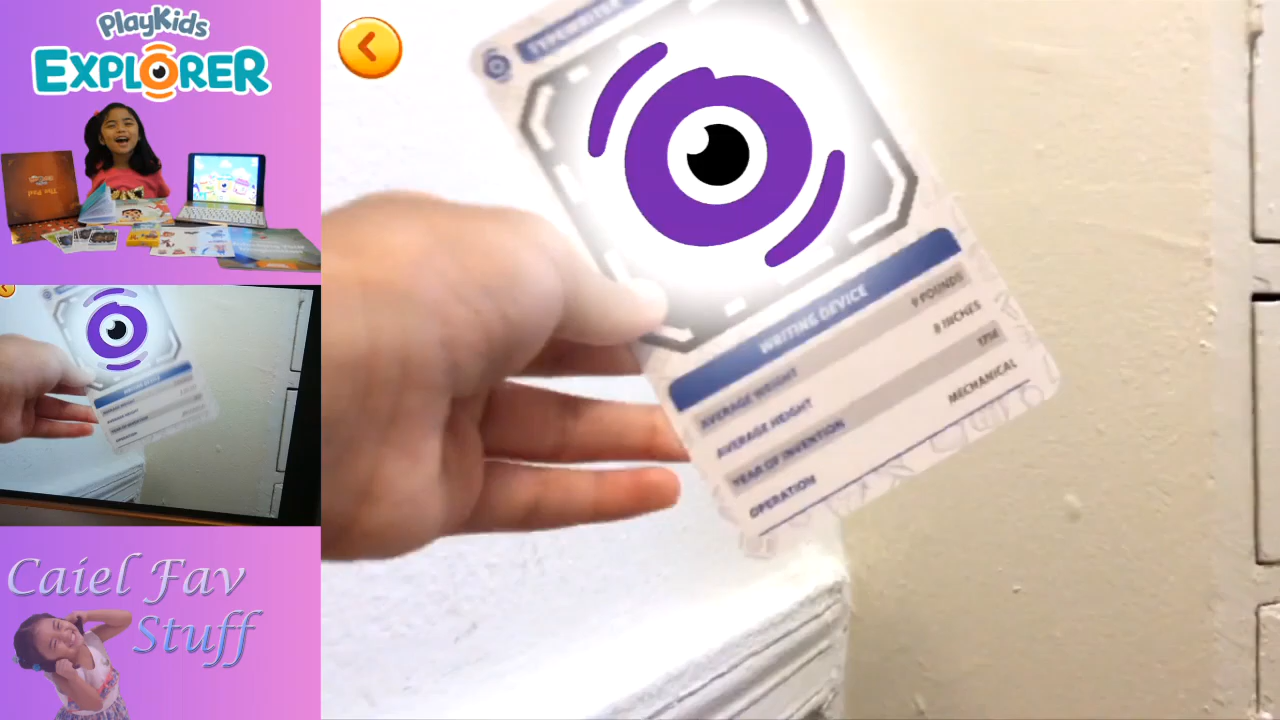 PlayKids
EXPLORER
Caiel Fav
Stuff
TYPEWRITER
WRITING DEVICE
AVERAGE WEIGHT 9 POUNDS
AVERAGE HEIGHT 8 INCHES
YEAR OF INVENTION 1714
OPERATION MECHANICAL